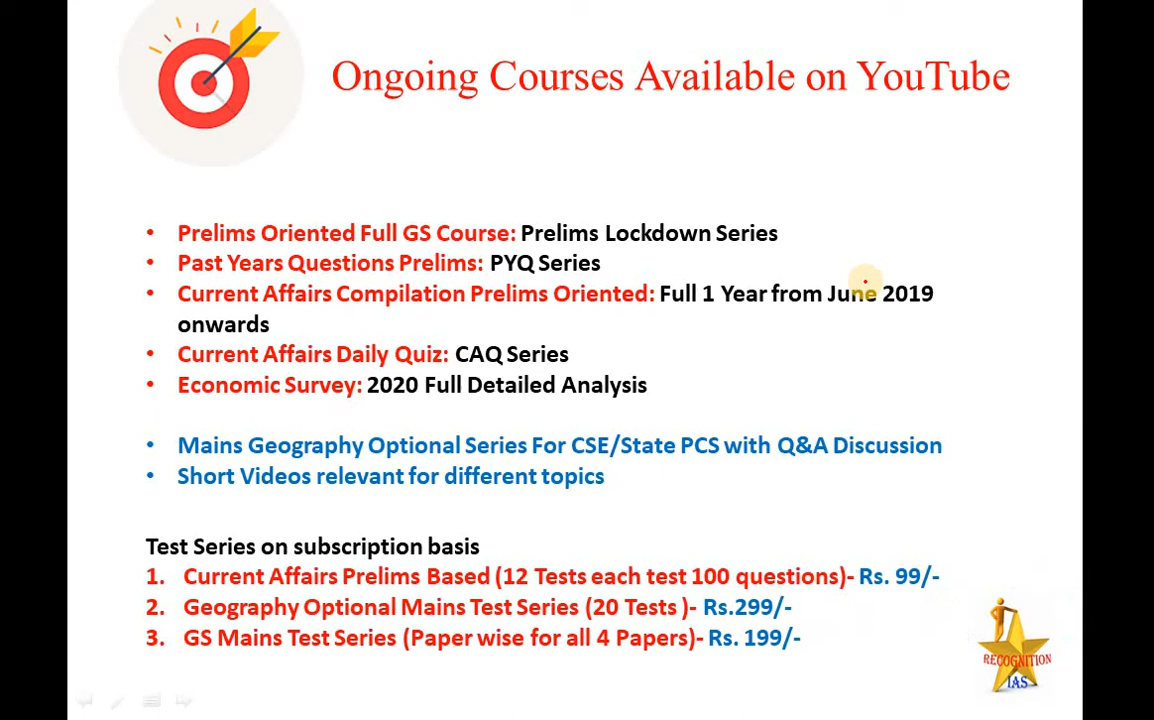 Ongoing Courses Available on YouTube
• Prelims Oriented Full GS Course: Prelims Lockdown Series
• Past Years Questions Prelims: PYQ Series
• Current Affairs Compilation Prelims Oriented: Full 1 Year from June 2019
onwards
• Current Affairs Daily Quiz: CAQ Series
• Economic Survey: 2020 Full Detailed Analysis
• Mains Geography Optional Series For CSE/State PCS with Q&A Discussion
• Short Videos relevant for different topics
Test Series on subscription basis
1. Current Affairs Prelims Based (12 Tests each test 100 questions)- Rs. 99/-
2. Geography Optional Mains Test Series (20 Tests )- Rs.299/-
3. GS Mains Test Series (Paper wise for all 4 Papers)- Rs. 199/-
RECOGNITION
IAS